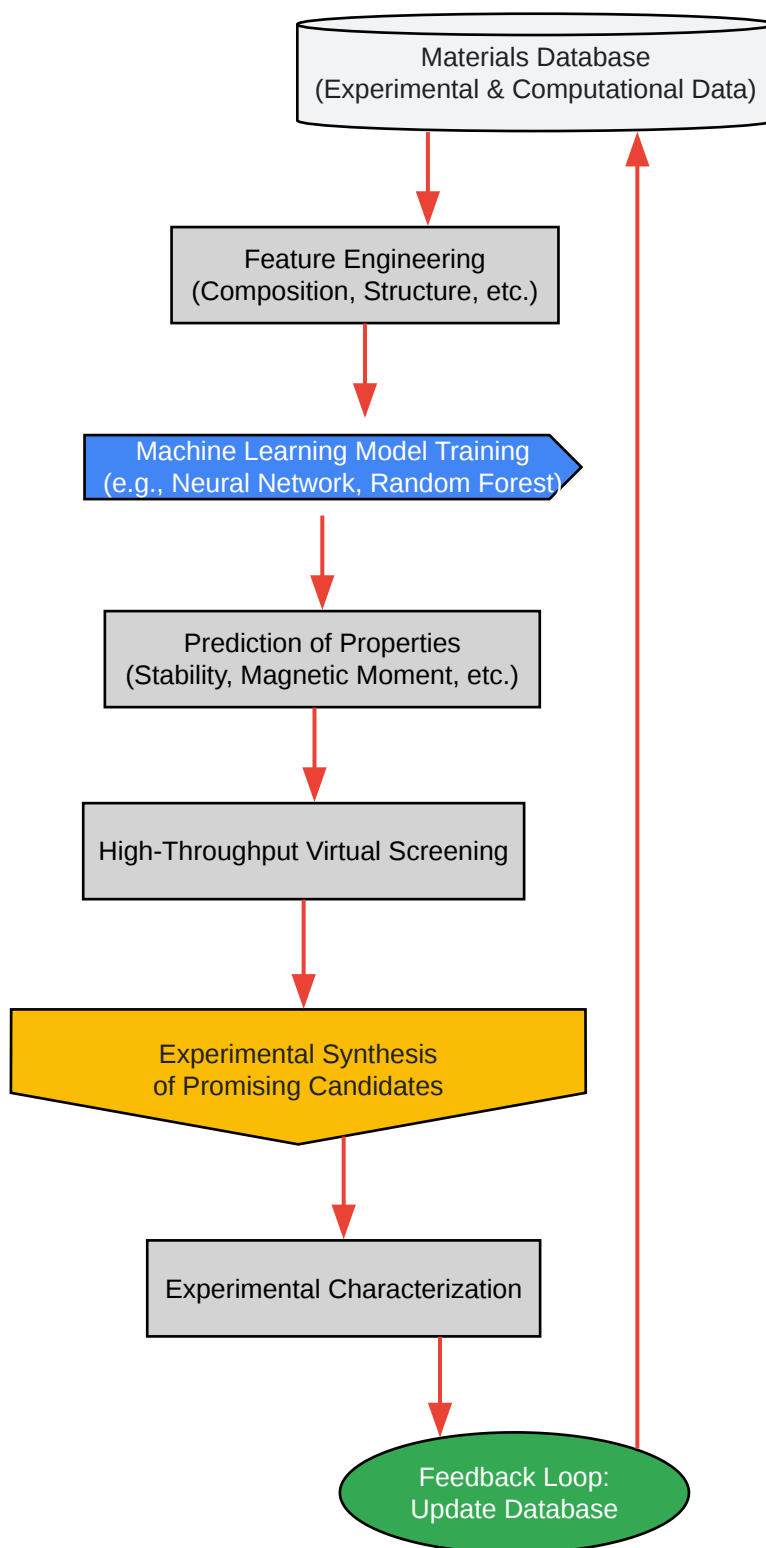 Materials Database
(Experimental & Computational Data)
Feature Engineering
(Composition, Structure, etc.)
Machine Learning Model Training
(e.g., Neural Network, Random Forest)
Prediction of Properties
(Stability, Magnetic Moment, etc.)
High-Throughput Virtual Screening
Experimental Synthesis
of Promising Candidates
Experimental Characterization
Feedback Loop:
Update Database